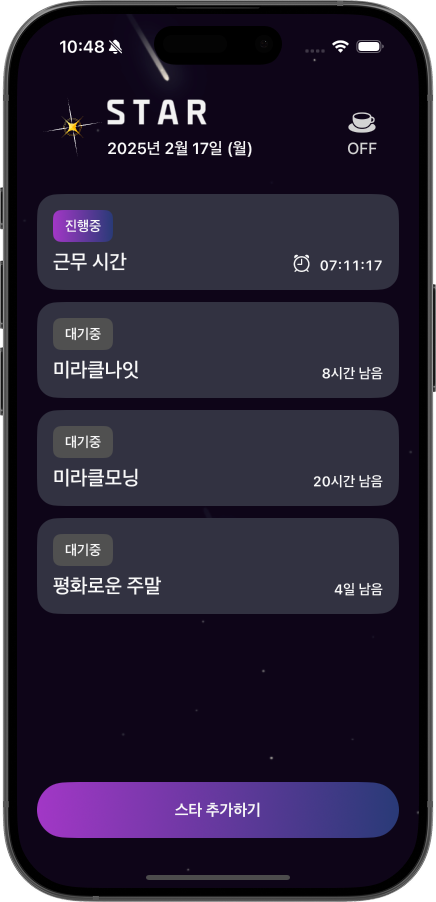 10:48
STAR
2025년 2월 17일 (월)
OFF
진행중
근무 시간
07:11:17
대기중
미라클나잇
8시간 남음
대기중
미라클모닝
20시간 남음
대기중
평화로운 주말
4일 남음
스타 추가하기